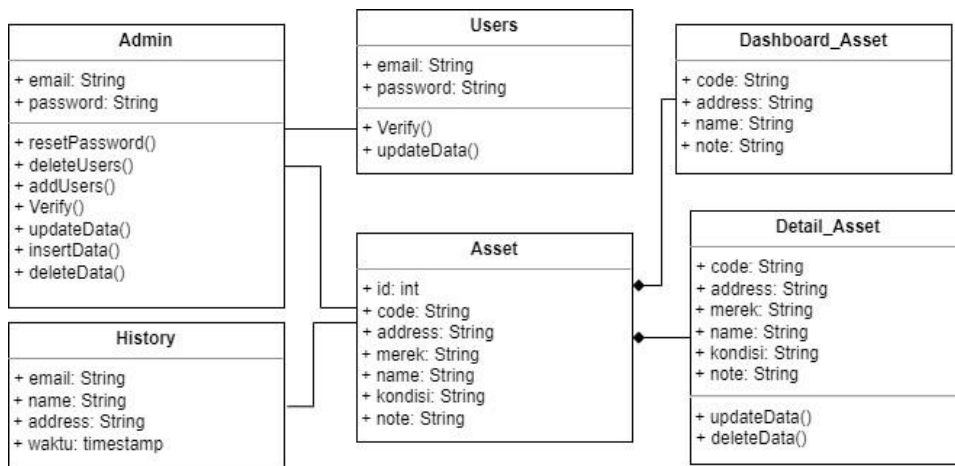 Admin
+ email: String
+ password: String
+ resetPassword()
+ deleteUsers()
+ addUsers()
+ Verify()
+ updateData()
+ insertData()
+ deleteData()
Users
+ email: String
+ password: String
+ Verify()
+ updateData()
Dashboard_Asset
+ code: String
+ address: String
+ name: String
+ note: String
History
+ email: String
+ name: String
+ address: String
+ waktu: timestamp
Asset
+ id: int
+ code: String
+ address: String
+ merek: String
+ name: String
+ kondisi: String
+ note: String
Detail_Asset
+ code: String
+ address: String
+ merek: String
+ name: String
+ kondisi: String
+ note: String
+ updateData()
+ deleteData()